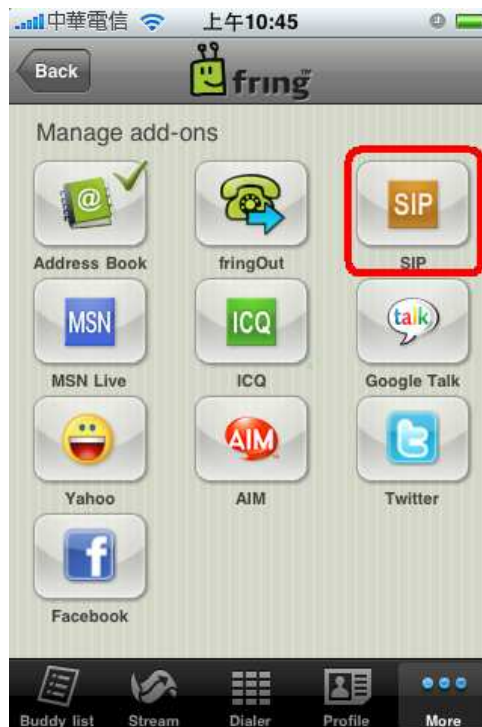 中華電信 上午10:45
Back fring™
Manage add-ons
@ SIP
Address Book fringOut SIP
MSN ICQ talk
MSN Live ICQ Google Talk
AIM
Yahoo AIM Twitter
Facebook
Buddy list Stream Dialer Profile More